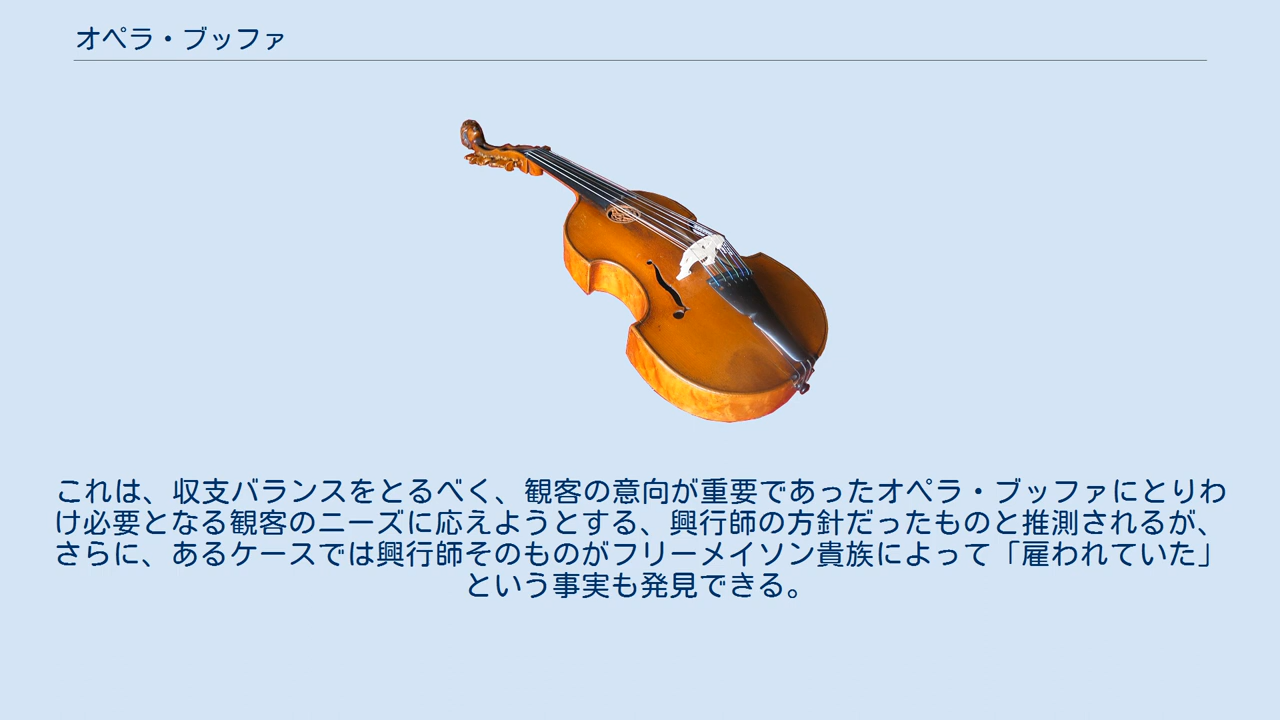 オペラ・ブッファ
これは、収支バランスをとるべく、観客の意向が重要であったオペラ・ブッファにとりわ
け必要となる観客のニーズに応えようとする、興行師の方針だったものと推測されるが、
さらに、あるケースでは興行師そのものがフリーメイソン貴族によって「雇われていた」
という事実も発見できる。